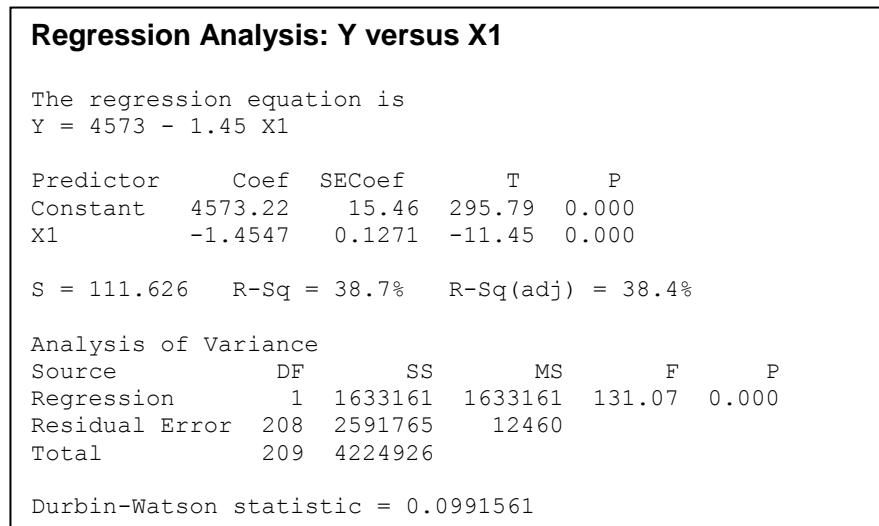 Regression Analysis: Y versus X1
The regression equation is
Y = 4573 - 1.45 X1
Predictor Coef SECoef T P
Constant 4573.22 15.46 295.79 0.000
X1 -1.4547 0.1271 -11.45 0.000
S = 111.626 R-Sq = 38.7% R-Sq(adj) = 38.4%
Analysis of Variance
Source DF SS MS F P
Regression 1 1633161 1633161 131.07 0.000
Residual Error 208 2591765 12460
Total 209 4224926
Durbin-Watson statistic = 0.0991561